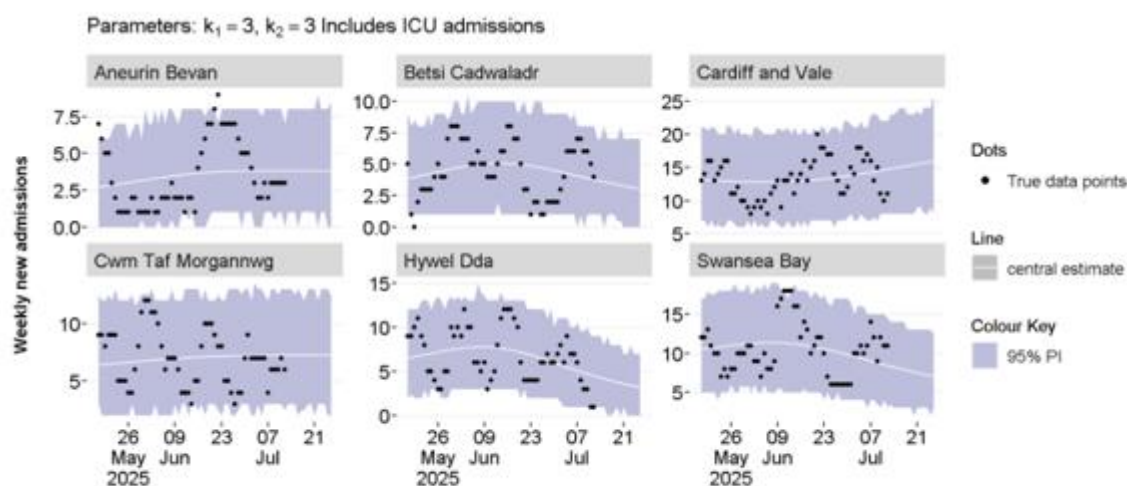 Parameters: k₁ = 3, k₂ = 3 Includes ICU admissions
Aneurin Bevan
Betsi Cadwaladr
Cardiff and Vale
7.5
5.0
2.5
0.0
10.0
7.5
5.0
2.5
0.0
25
20
15
10
5
Cwm Taf Morgannwg
Hywel Dda
Swansea Bay
10
5
15
10
5
0
15
10
5
26 09 23 07 21
May Jun Jul
2025
26 09 23 07 21
May Jun Jul
2025
26 09 23 07 21
May Jun Jul
2025
Weekly new admissions
Dots
True data points
Line
central estimate
Colour Key
95% PI